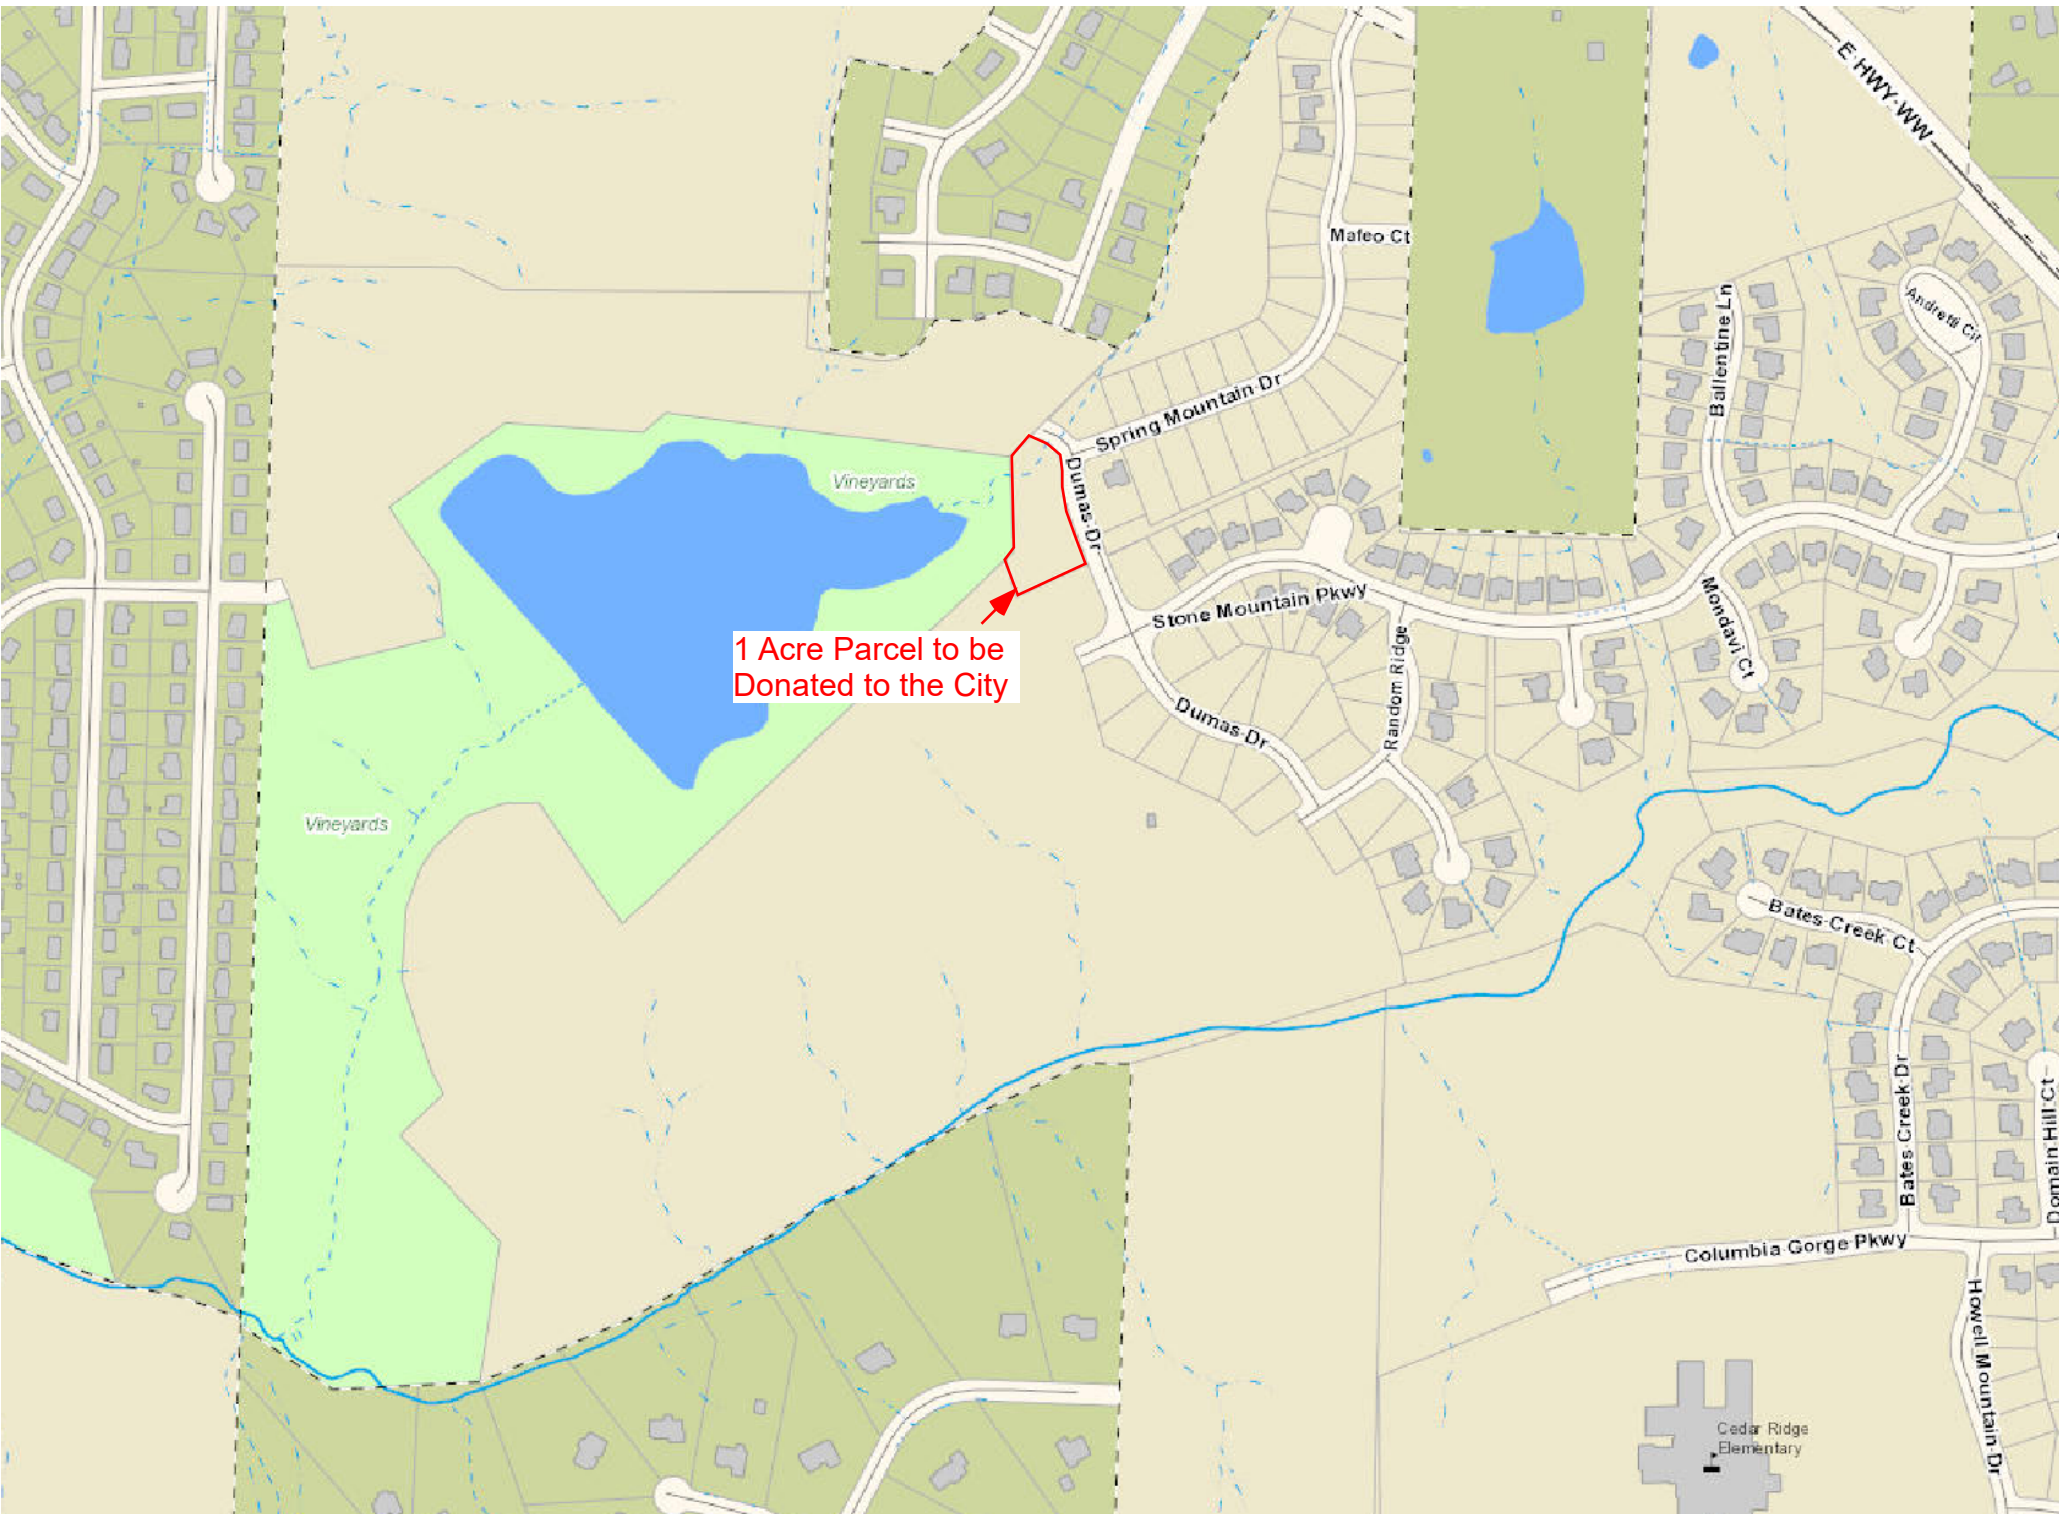 E HWY WW
Mateo Ct
Andretti Cir
Ballentine Ln
Spring Mountain Dr
Vineyards
Dumas Dr
Stone Mountain Pkwy
Mondavi Ct
1 Acre Parcel to be
Donated to the City
Random Ridge
Dumas Dr
Vineyards
Bates Creek Ct
Bates Creek Dr
Domain Hill Ct
Columbia Gorge Pkwy
Howell Mountain Dr
Cedar Ridge
Elementary